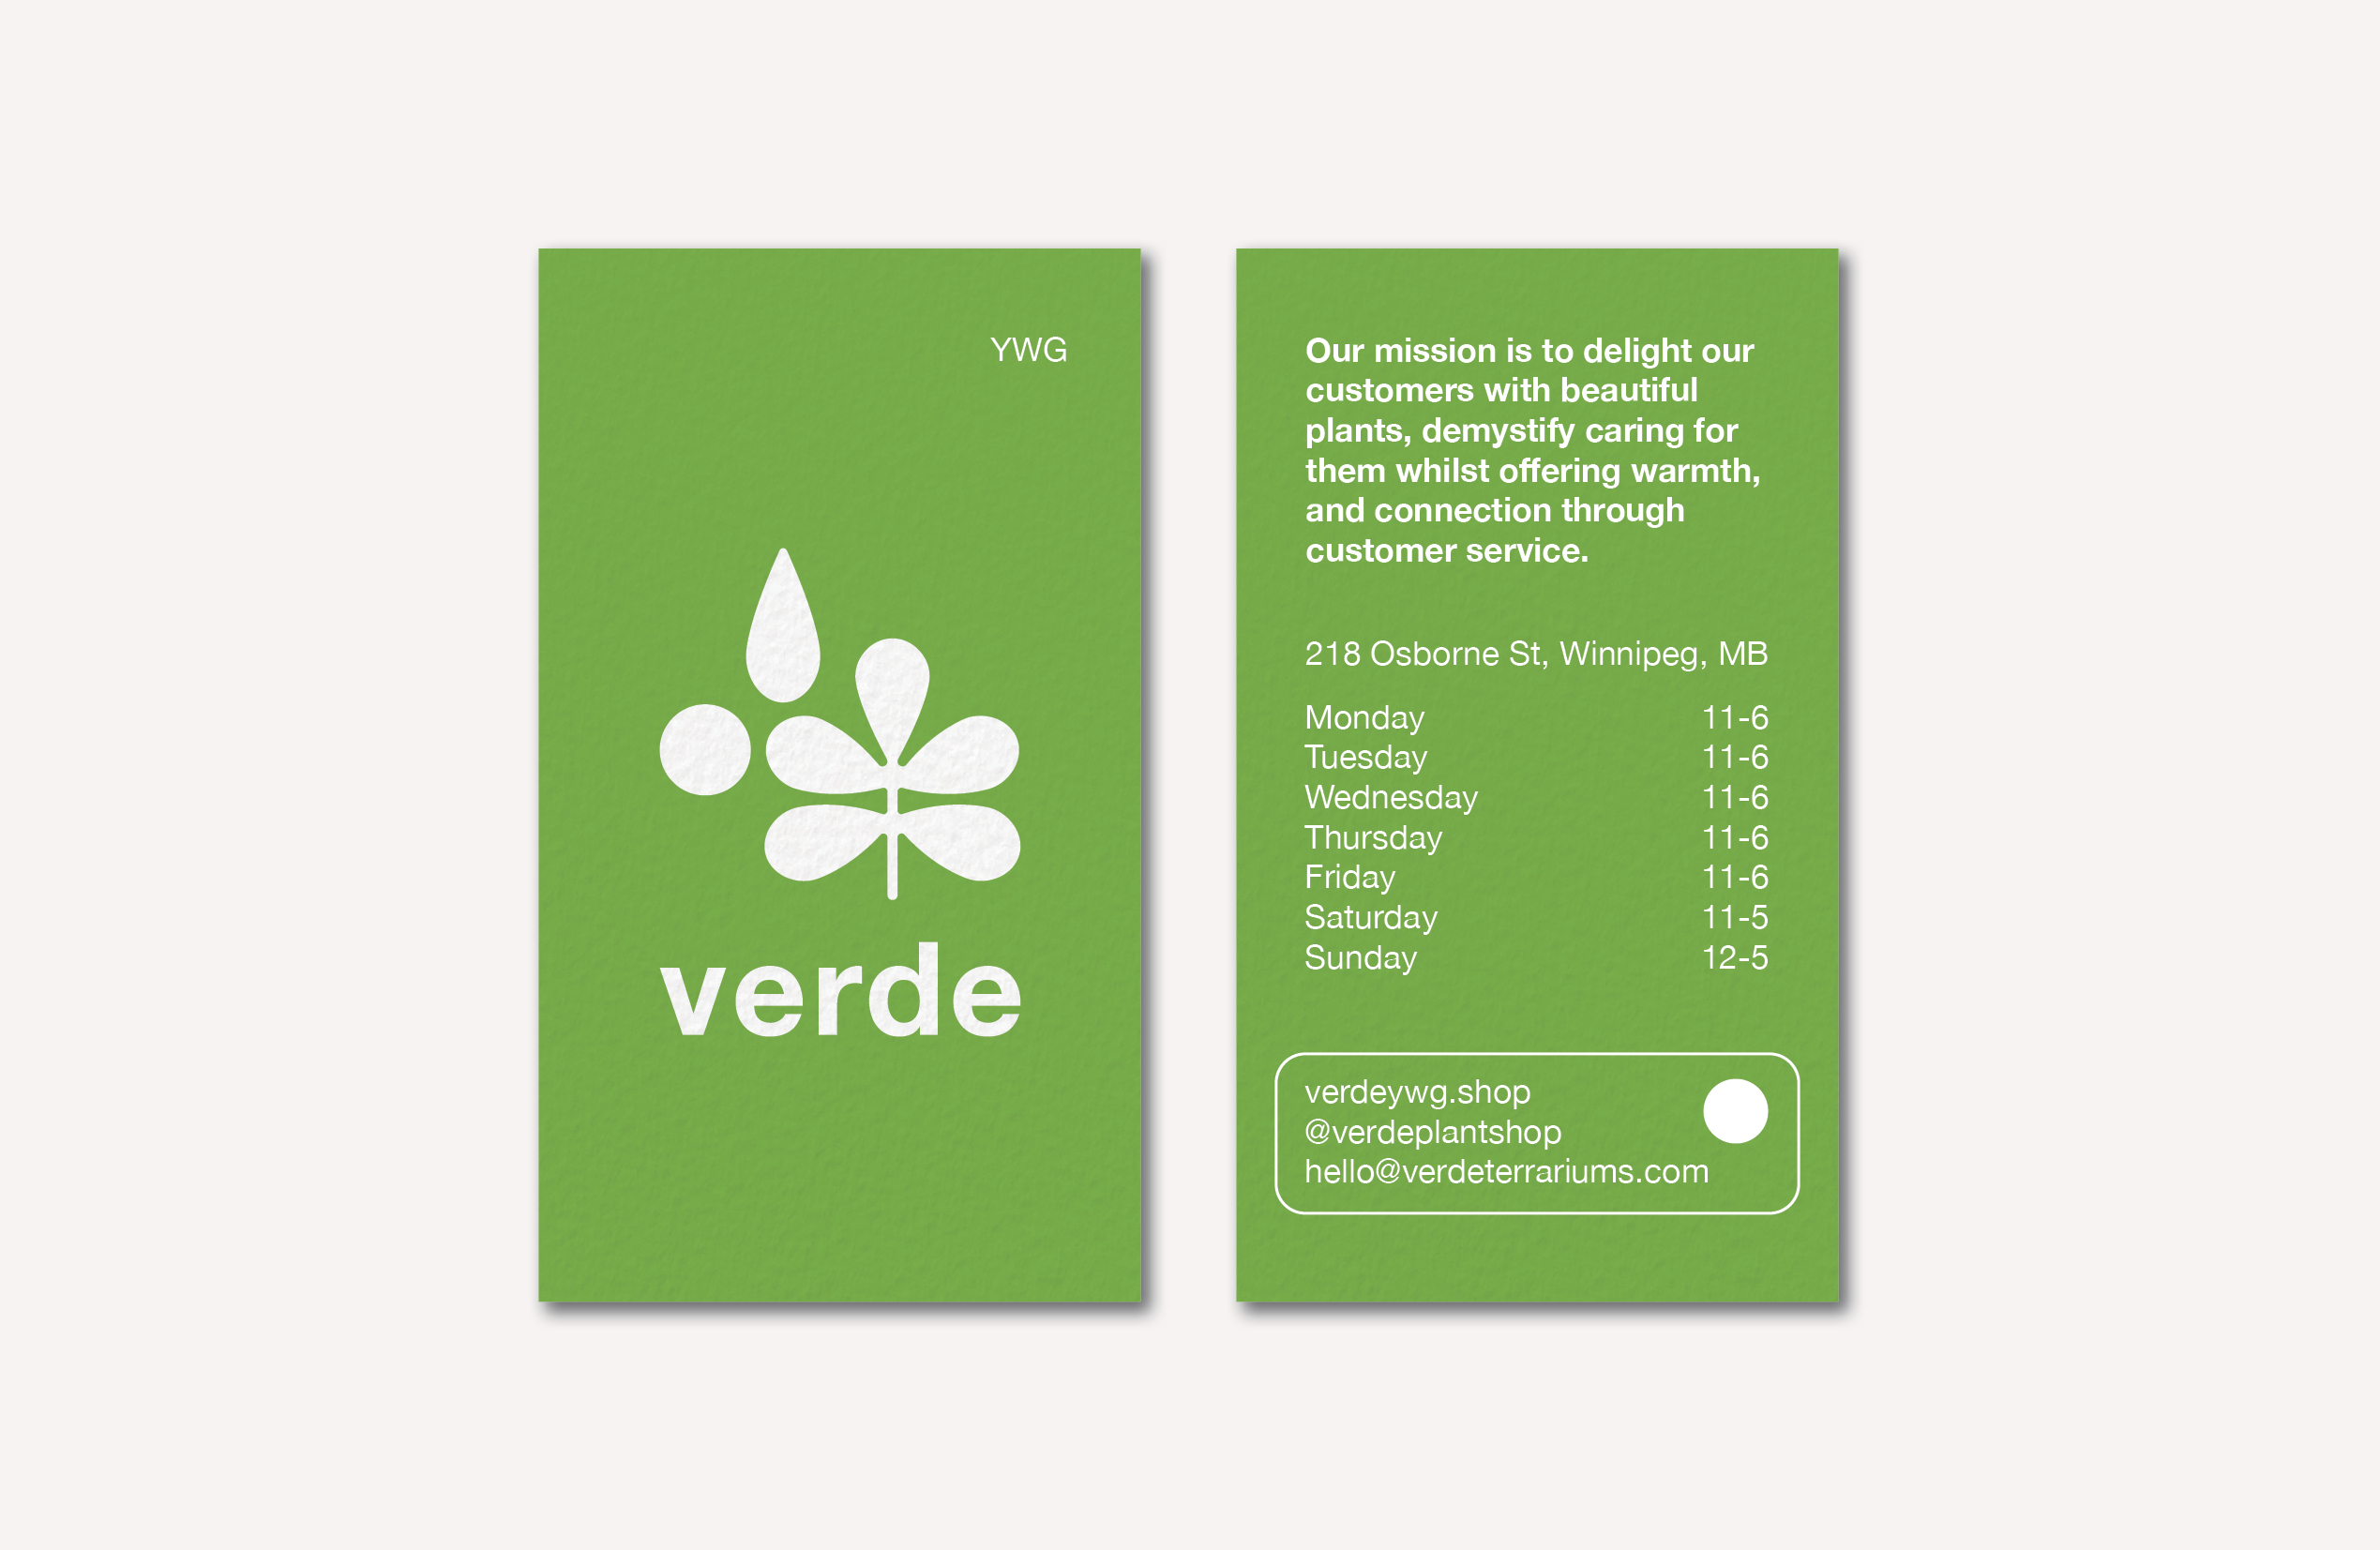 YWG
verde
Our mission is to delight our
customers with beautiful
plants, demystify caring for
them whilst offering warmth,
and connection through
customer service.
218 Osborne St, Winnipeg, MB
Monday 11-6
Tuesday 11-6
Wednesday 11-6
Thursday 11-6
Friday 11-6
Saturday 11-5
Sunday 12-5
verdeywg.shop
@verdeplantshop
hello@verdeterrariums.com